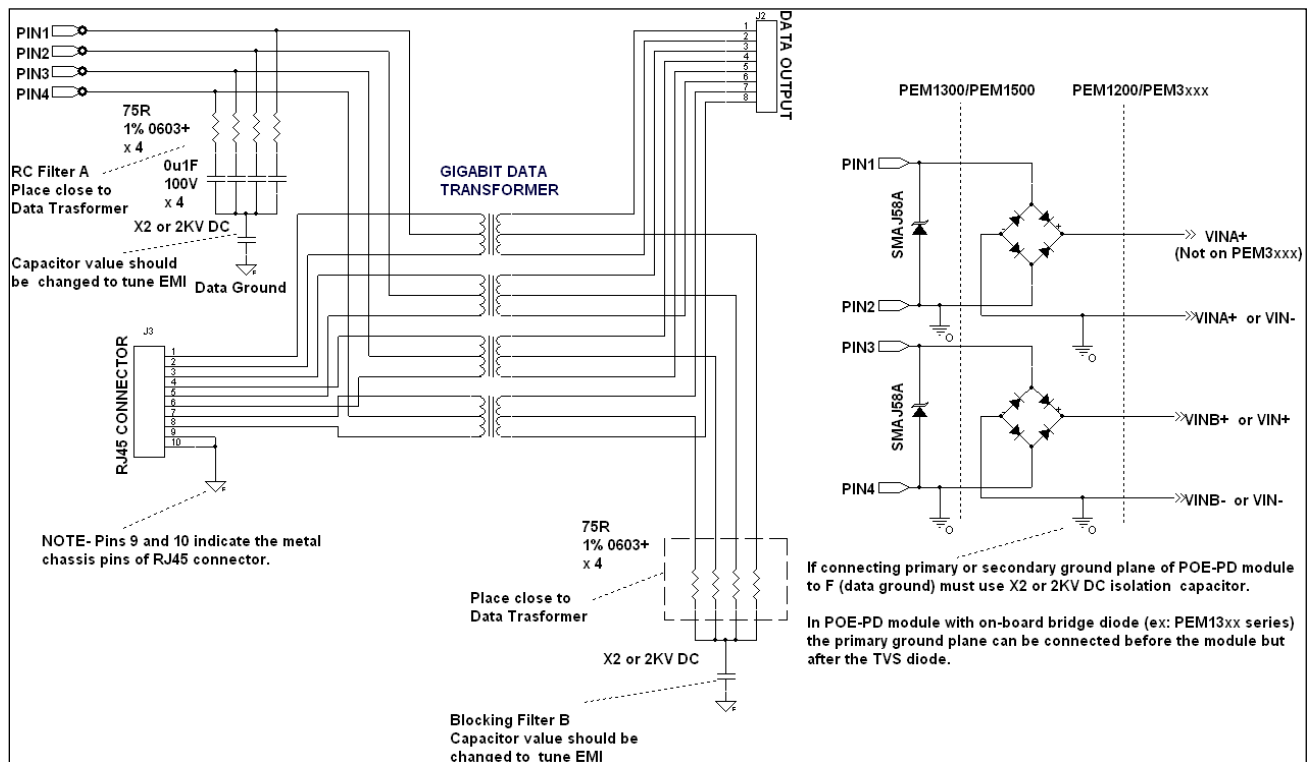 PIN1
PIN2
PIN3
PIN4
75R
1% 0603+
x 4
0u1F
100V
x 4
RC Filter A
Place close to
Data Trasformer
X2 or 2KV DC
Capacitor value should
be changed to tune EMI
Data Ground
F
J2
1
2
3
4
5
6
7
8
DATA OUTPUT
GIGABIT DATA
TRANSFORMER
J3
1
2
3
4
5
6
7
8
9
10
RJ45 CONNECTOR
F
NOTE- Pins 9 and 10 indicate the metal
chassis pins of RJ45 connector.
75R
1% 0603+
x 4
Place close to
Data Trasformer
X2 or 2KV DC
F
Blocking Filter B
Capacitor value should be
changed to tune EMI
PEM1300/PEM1500
PEM1200/PEM3xxx
PIN1
SMAJ58A
- +
VINA+
(Not on PEM3xxx)
PIN2
O
O
VINA+ or VIN-
PIN3
SMAJ58A
- +
VINB+ or VIN+
PIN4
O
O
VINB- or VIN-
If connecting primary or secondary ground plane of POE-PD module
to F (data ground) must use X2 or 2KV DC isolation capacitor.
In POE-PD module with on-board bridge diode (ex: PEM13xx series)
the primary ground plane can be connected before the module but
after the TVS diode.